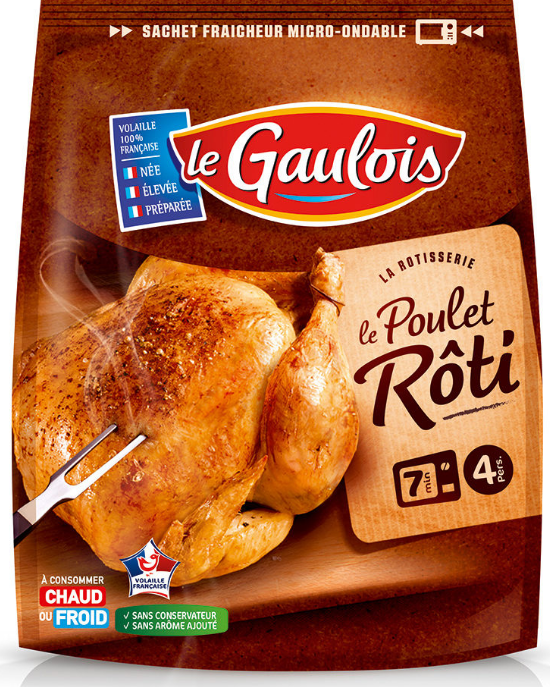 SACHET FRAICHEUR MICRO-ONDABLE
VOLAILLE
100%
FRANÇAISE
NÉE
ÉLEVÉE
PRÉPARÉE
le Gaulois
LA ROTISSERIE
le Poulet
Rôti
7 min
4 Pers.
VOLAILLE
FRANÇAISE
À CONSOMMER
CHAUD
OU FROID
✓ SANS CONSERVATEUR
✓ SANS ARÔME AJOUTÉ